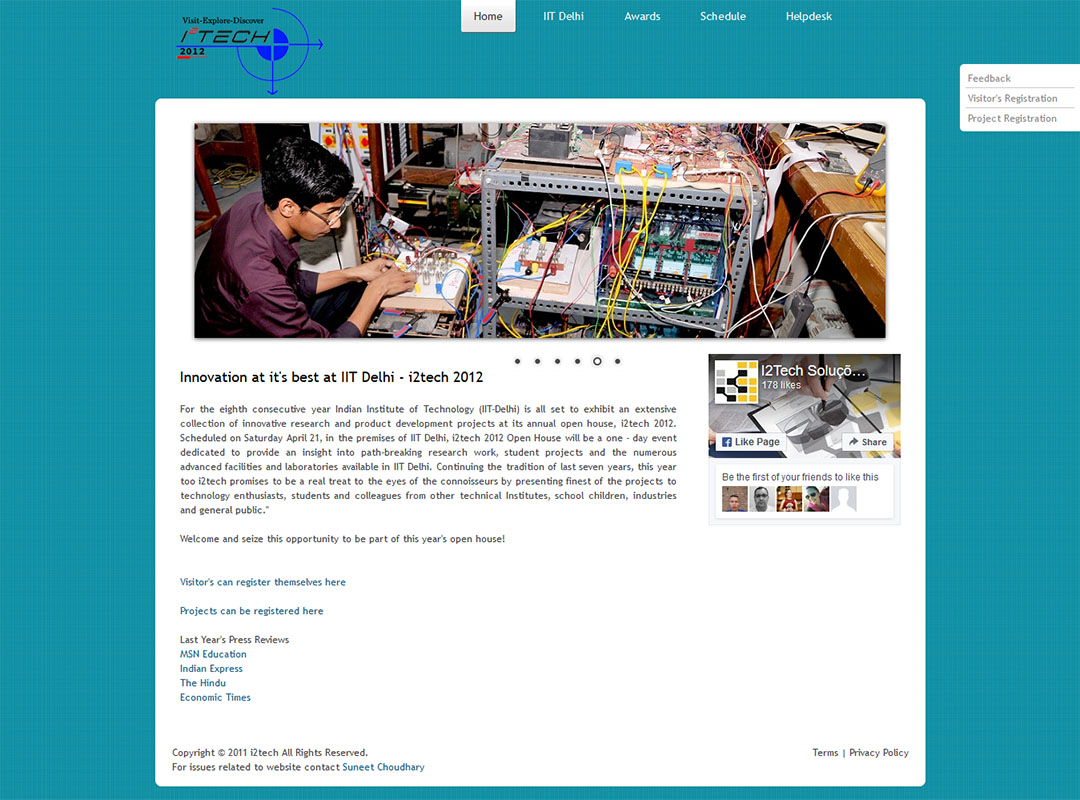 Visit-Explore-Discover
i²TECH
2012
Home
IIT Delhi
Awards
Schedule
Helpdesk
Feedback
Visitor's Registration
Project Registration
Innovation at it's best at IIT Delhi - i2tech 2012
For the eighth consecutive year Indian Institute of Technology (IIT-Delhi) is all set to exhibit an extensive
collection of innovative research and product development projects at its annual open house, i2tech 2012.
Scheduled on Saturday April 21, in the premises of IIT Delhi, i2tech 2012 Open House will be a one - day event
dedicated to provide an insight into path-breaking research work, student projects and the numerous
advanced facilities and laboratories available in IIT Delhi. Continuing the tradition of last seven years, this year
too i2tech promises to be a real treat to the eyes of the connoisseurs by presenting finest of the projects to
technology enthusiasts, students and colleagues from other technical Institutes, school children, industries
and general public."
Welcome and seize this opportunity to be part of this year's open house!
Visitor's can register themselves here
Projects can be registered here
Last Year's Press Reviews
MSN Education
Indian Express
The Hindu
Economic Times
I2Tech Soluçõ...
178 likes
Like Page
Share
Be the first of your friends to like this
Copyright © 2011 i2tech All Rights Reserved.
For issues related to website contact Suneet Choudhary
Terms | Privacy Policy